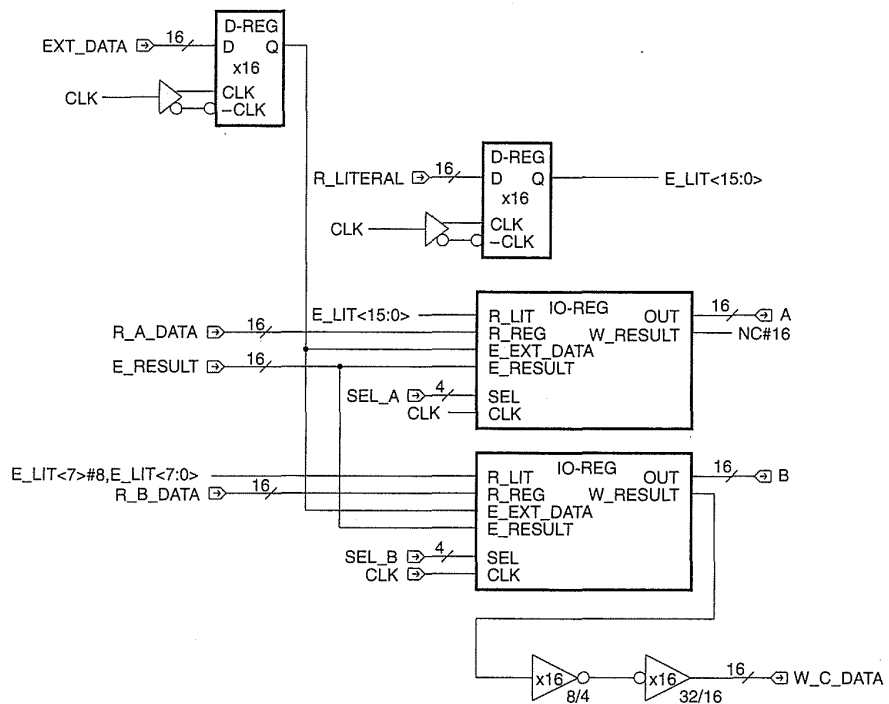 D-REG
EXT_DATA 16 D Q
x16
CLK CLK
–CLK
D-REG
R_LITERAL 16 D Q E_LIT<15:0>
x16
CLK CLK
–CLK
IO-REG
E_LIT<15:0> R_LIT OUT 16 A
R_A_DATA 16 R_REG W_RESULT NC#16
E_EXT_DATA
E_RESULT 16 E_RESULT
SEL_A 4 SEL
CLK CLK
IO-REG
E_LIT<7>#8,E_LIT<7:0> R_LIT OUT 16 B
R_B_DATA 16 R_REG W_RESULT
E_EXT_DATA
E_RESULT
SEL_B 4 SEL
CLK CLK
x16 x16 16 W_C_DATA
8/4 32/16